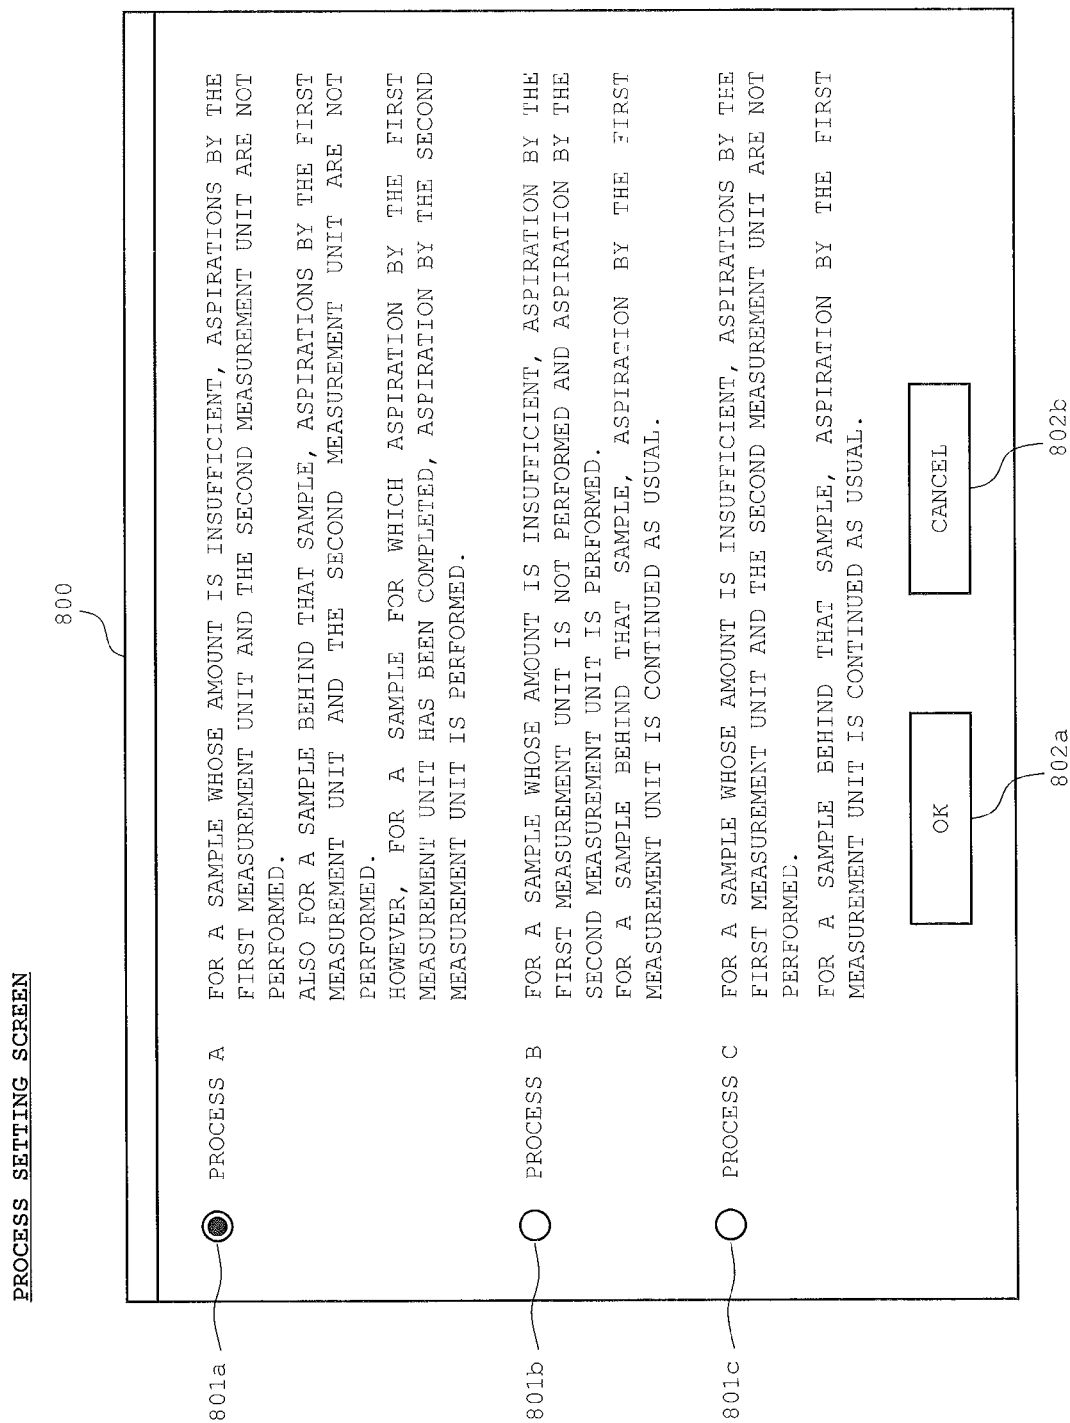 PROCESS SETTING SCREEN
800
801a
PROCESS A
FOR A SAMPLE WHOSE AMOUNT IS INSUFFICIENT, ASPIRATIONS BY THE
FIRST MEASUREMENT UNIT AND THE SECOND MEASUREMENT UNIT ARE NOT
PERFORMED.
ALSO FOR A SAMPLE BEHIND THAT SAMPLE, ASPIRATIONS BY THE FIRST
MEASUREMENT UNIT AND THE SECOND MEASUREMENT UNIT ARE NOT
PERFORMED.
HOWEVER, FOR A SAMPLE FOR WHICH ASPIRATION BY THE FIRST
MEASUREMENT UNIT HAS BEEN COMPLETED, ASPIRATION BY THE SECOND
MEASUREMENT UNIT IS PERFORMED.
801b
PROCESS B
FOR A SAMPLE WHOSE AMOUNT IS INSUFFICIENT, ASPIRATION BY THE
FIRST MEASUREMENT UNIT IS NOT PERFORMED AND ASPIRATION BY THE
SECOND MEASUREMENT UNIT IS PERFORMED.
FOR A SAMPLE BEHIND THAT SAMPLE, ASPIRATION BY THE FIRST
MEASUREMENT UNIT IS CONTINUED AS USUAL.
801c
PROCESS C
FOR A SAMPLE WHOSE AMOUNT IS INSUFFICIENT, ASPIRATIONS BY THE
FIRST MEASUREMENT UNIT AND THE SECOND MEASUREMENT UNIT ARE NOT
PERFORMED.
FOR A SAMPLE BEHIND THAT SAMPLE, ASPIRATION BY THE FIRST
MEASUREMENT UNIT IS CONTINUED AS USUAL.
OK
CANCEL
802a
802b